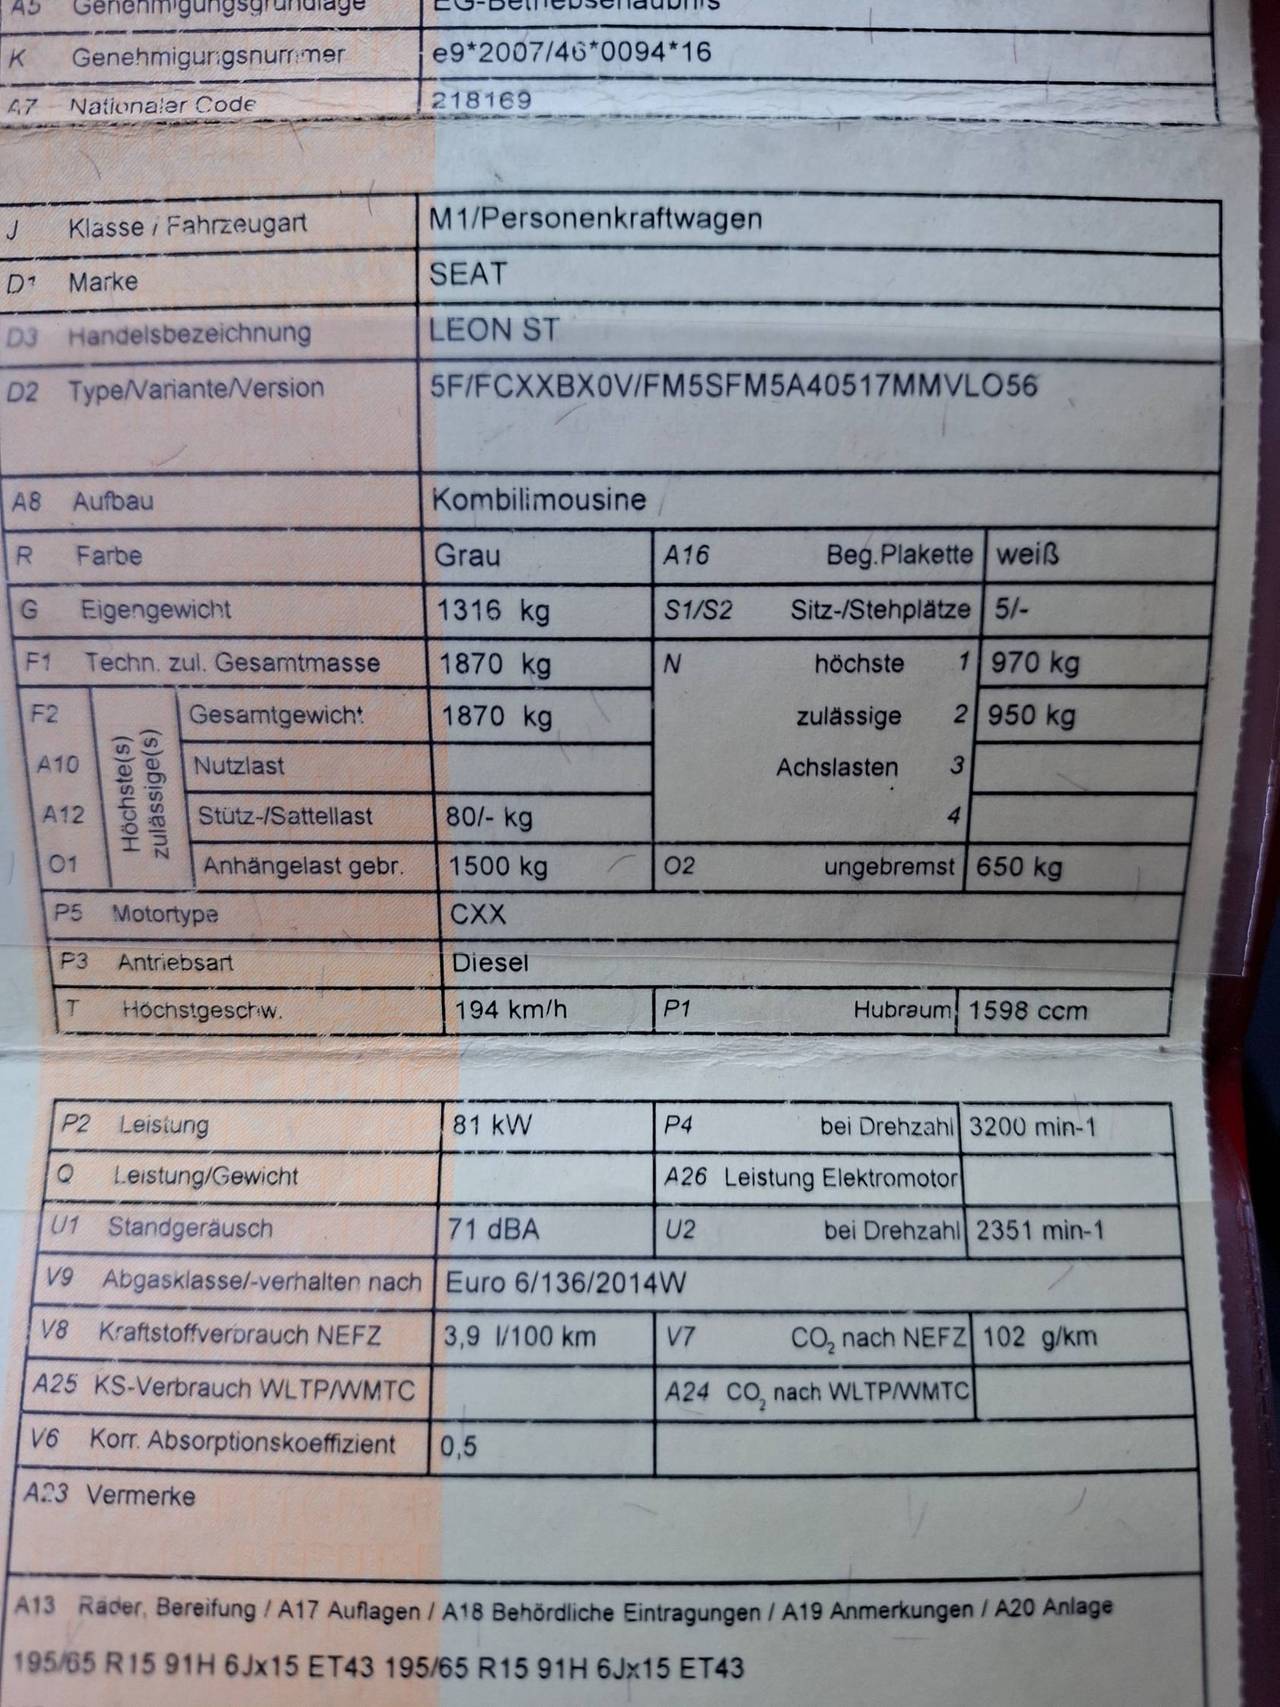 A5 Genehmigungsgrundlage EG-Betriebserlaubnis
K Genehmigungsnummer e9*2007/46*0094*16
A7 Nationaler Code 218169
J Klasse / Fahrzeugart M1/Personenkraftwagen
D1 Marke SEAT
D3 Handelsbezeichnung LEON ST
D2 Type/Variante/Version 5F/FCXXBX0V/FM5SFM5A40517MMVLO56
A8 Aufbau Kombilimousine
R Farbe Grau A16 Beg.Plakette weiß
G Eigengewicht 1316 kg S1/S2 Sitz-/Stehplätze 5/-
F1 Techn. zul. Gesamtmasse 1870 kg N höchste 1 970 kg
Höchste(s)
zulässige(s)
F2 Gesamtgewicht 1870 kg zulässige 2 950 kg
A10 Nutzlast Achslasten 3
A12 Stütz-/Sattellast 80/- kg 4
O1 Anhängelast gebr. 1500 kg O2 ungebremst 650 kg
P5 Motortype CXX
P3 Antriebsart Diesel
T Höchstgeschw. 194 km/h P1 Hubraum 1598 ccm
P2 Leistung 81 kW P4 bei Drehzahl 3200 min-1
Q Leistung/Gewicht A26 Leistung Elektromotor
U1 Standgeräusch 71 dBA U2 bei Drehzahl 2351 min-1
V9 Abgasklasse/-verhalten nach Euro 6/136/2014W
V8 Kraftstoffverbrauch NEFZ 3,9 l/100 km V7 CO₂ nach NEFZ 102 g/km
A25 KS-Verbrauch WLTP/WMTC A24 CO₂ nach WLTP/WMTC
V6 Korr. Absorptionskoeffizient 0,5
A23 Vermerke
A13 Räder, Bereifung / A17 Auflagen / A18 Behördliche Eintragungen / A19 Anmerkungen / A20 Anlage
195/65 R15 91H 6Jx15 ET43 195/65 R15 91H 6Jx15 ET43